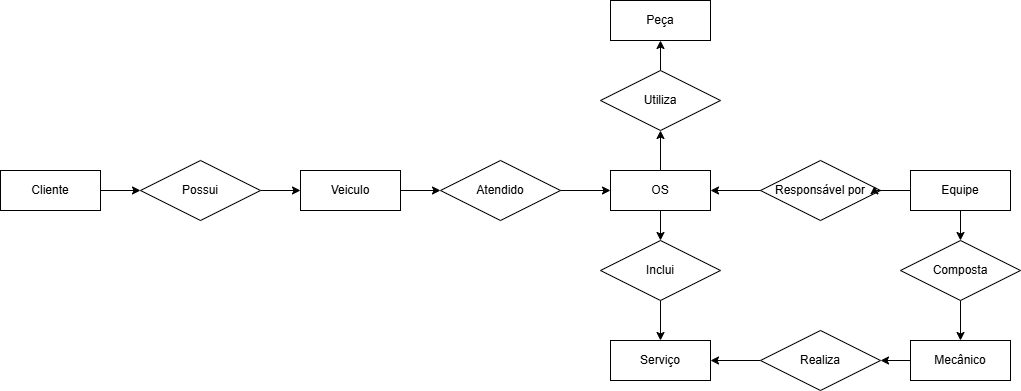 Peça
Utiliza
Cliente
Possui
Veiculo
Atendido
OS
Responsável por
Equipe
Inclui
Composta
Serviço
Realiza
Mecânico